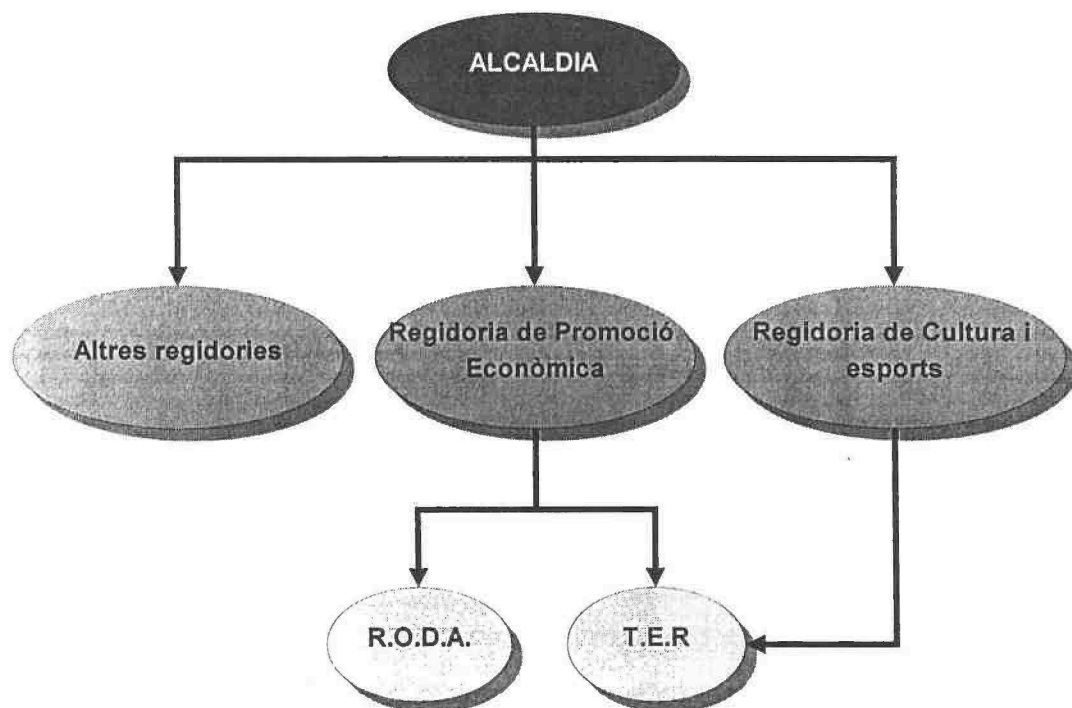 ALCALDIA
Altres regidories
Regidoria de Promoció
Econòmica
Regidoria de Cultura i
esports
R.O.D.A.
T.E.R